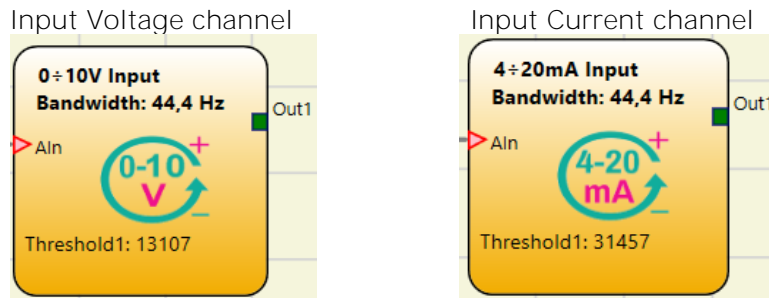 Input Voltage channel
0÷10V Input
Bandwidth: 44,4 Hz
Out1
AIn
0-10
V
Threshold1: 13107
Input Current channel
4÷20mA Input
Bandwidth: 44,4 Hz
Out1
AIn
4-20
mA
Threshold1: 31457